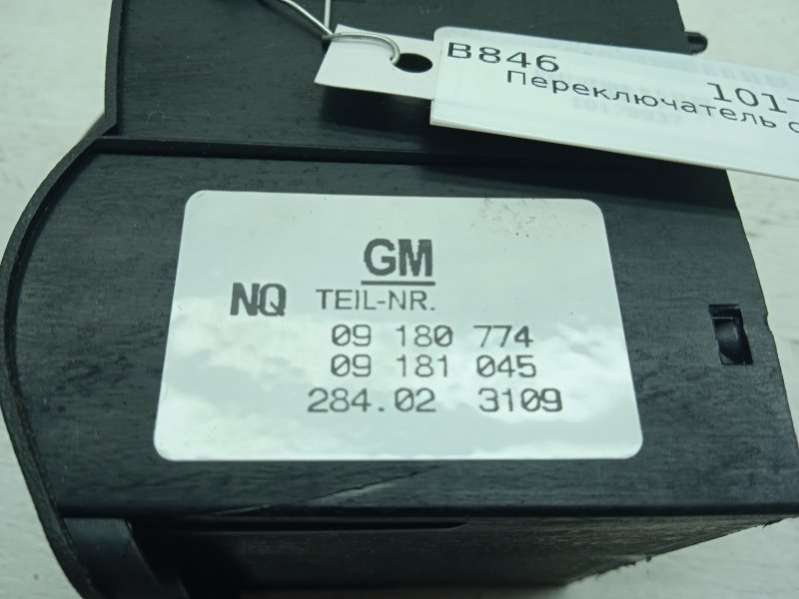 B846
101-
Переключатель
GM
NQ TEIL-NR.
09 180 774
09 181 045
284.02 3109